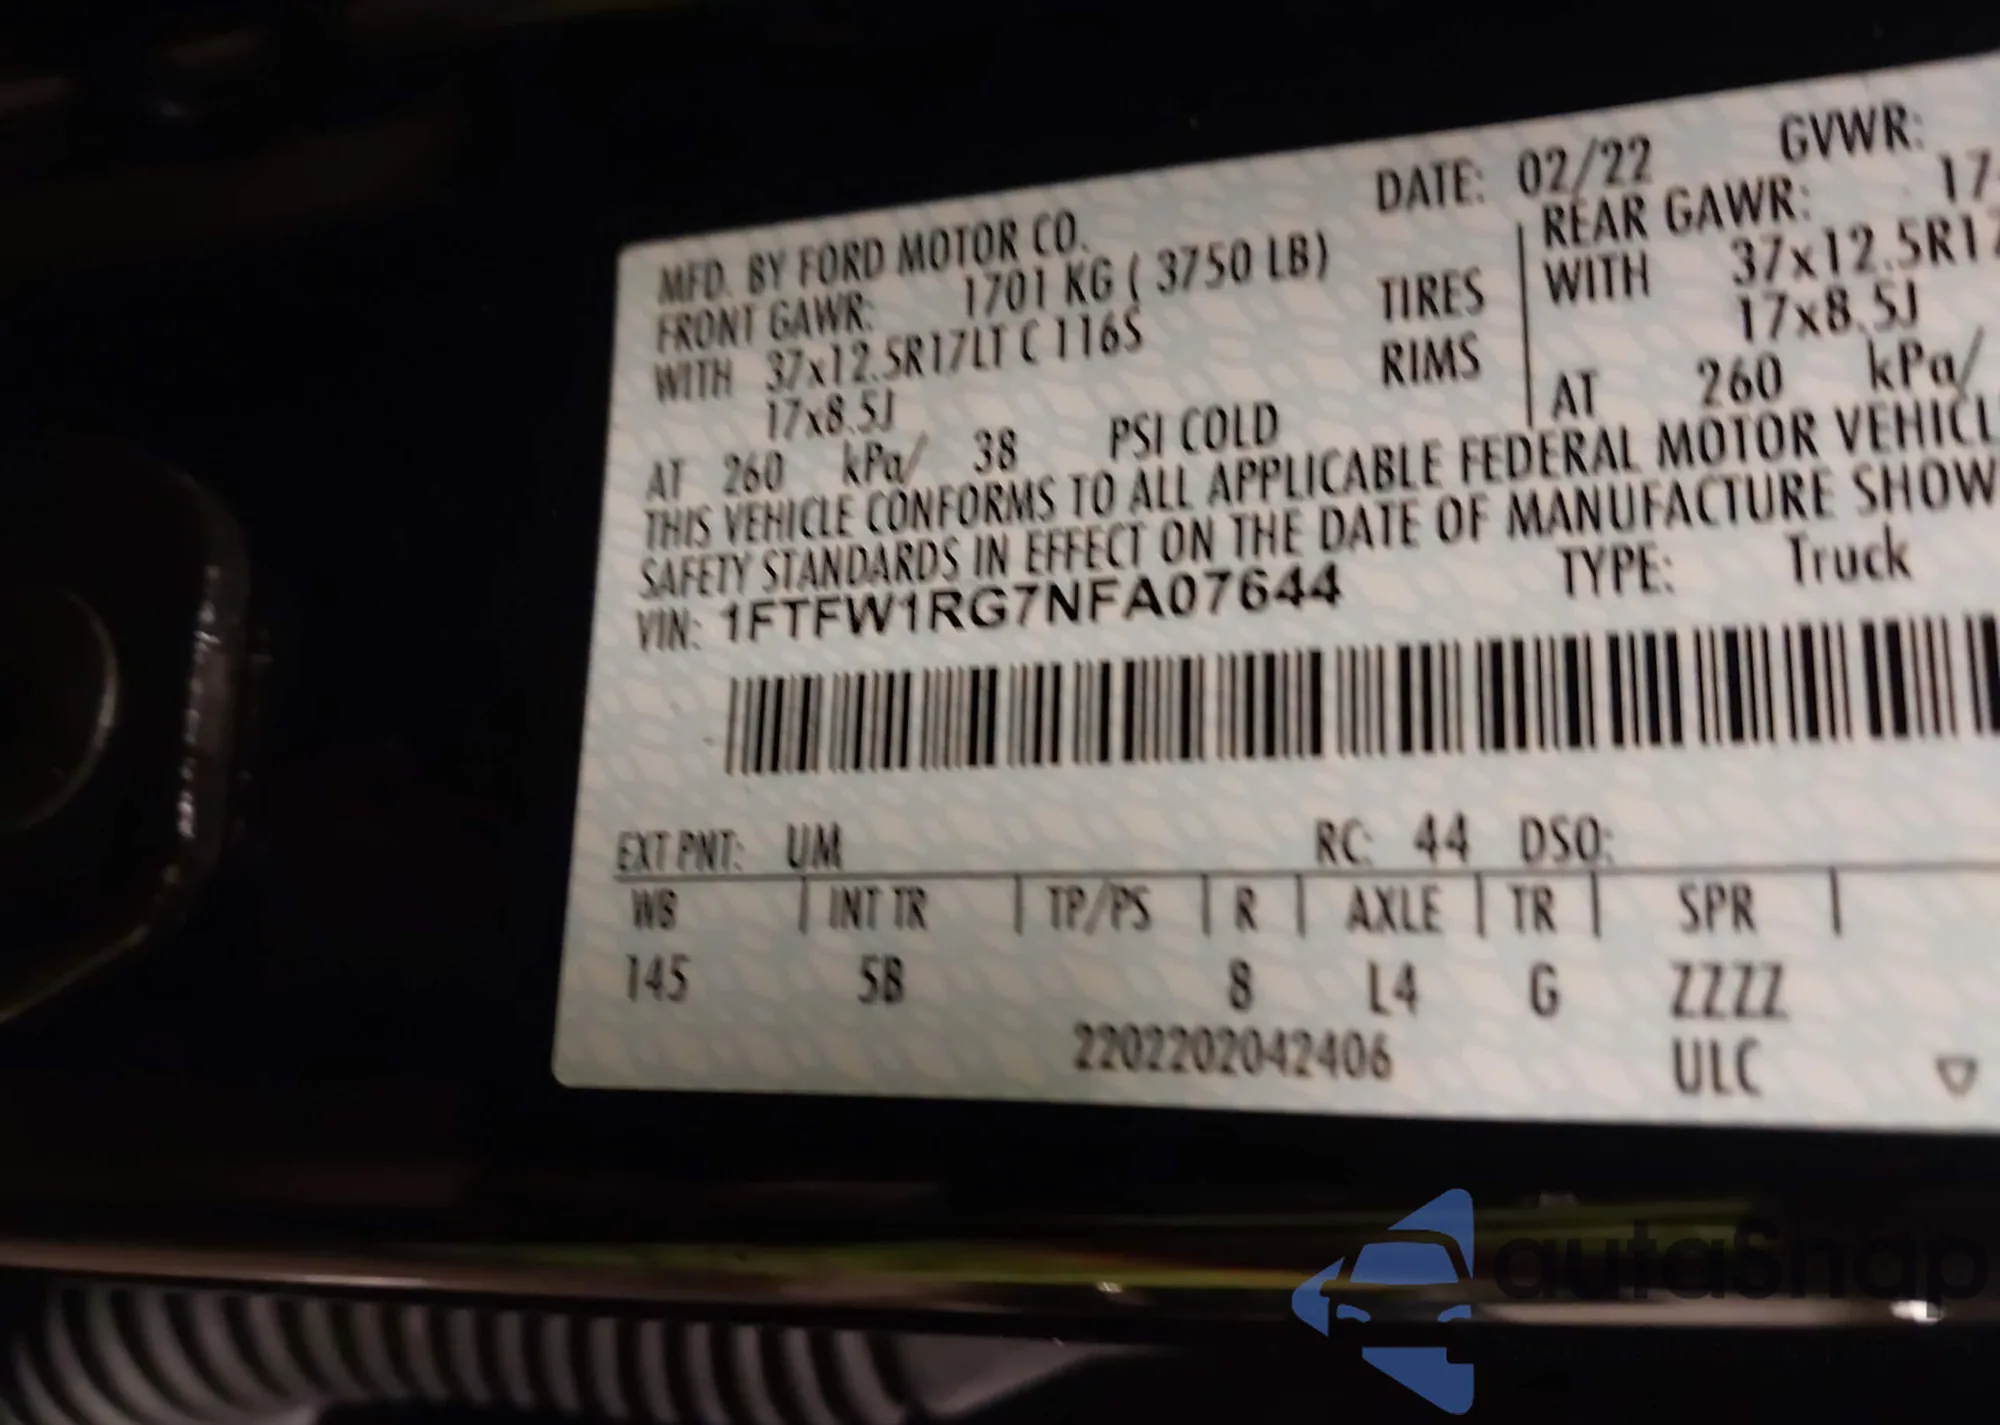 MFD. BY FORD MOTOR CO. DATE: 02/22 GVWR:
FRONT GAWR: 1701 KG ( 3750 LB) REAR GAWR: 17
WITH 37x12.5R17LT C 116S TIRES WITH 37x12.5R17
17x8.5J RIMS 17x8.5J
AT 260 kPa/ 38 PSI COLD AT 260 kPa/
THIS VEHICLE CONFORMS TO ALL APPLICABLE FEDERAL MOTOR VEHICL
SAFETY STANDARDS IN EFFECT ON THE DATE OF MANUFACTURE SHOW
VIN: 1FTFW1RG7NFA07644 TYPE: Truck
EXT PNT: UM RC: 44 DSO:
WB INT TR TP/PS R AXLE TR SPR
145 5B 8 L4 G ZZZZ
2202202042406 ULC
autaSnap